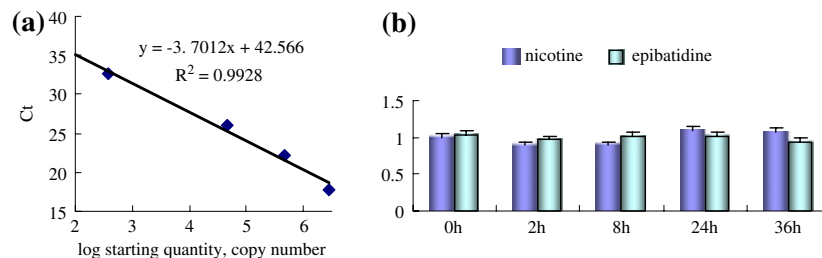 (a)
40
35
30
25
20
15
Ct
y = -3. 7012x + 42.566
R² = 0.9928
2 3 4 5 6
log starting quantity, copy number
(b)
nicotine epibatidine
1.5
1
0.5
0
0h 2h 8h 24h 36h